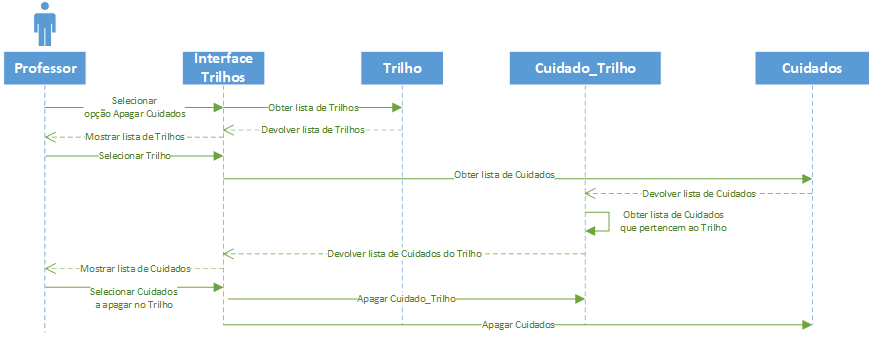 Professor
Interface
Trilhos
Trilho
Cuidado_Trilho
Cuidados
Selecionar
opção Apagar Cuidados
Obter lista de Trilhos
Devolver lista de Trilhos
Mostrar lista de Trilhos
Selecionar Trilho
Obter lista de Cuidados
Devolver lista de Cuidados
Obter lista de Cuidados
que pertencem ao Trilho
Devolver lista de Cuidados do Trilho
Mostrar lista de Cuidados
Selecionar Cuidados
a apagar no Trilho
Apagar Cuidado_Trilho
Apagar Cuidados